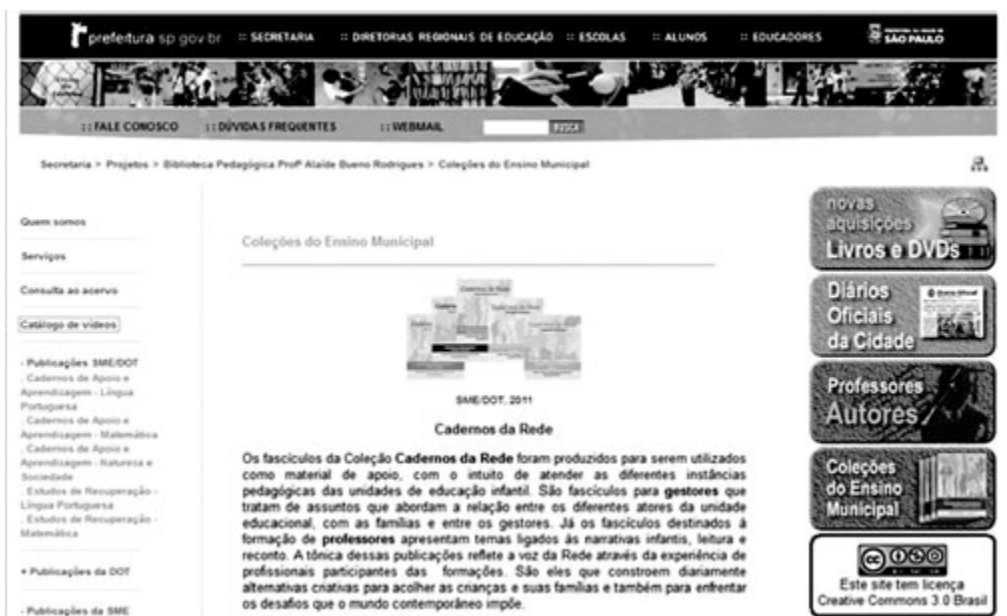 prefeitura.sp.gov.br :: SECRETARIA :: DIRETORIAS REGIONAIS DE EDUCAÇÃO :: ESCOLAS :: ALUNOS :: EDUCADORES SÃO PAULO
:: FALE CONOSCO :: DÚVIDAS FREQUENTES :: WEBMAIL BUSCA
Secretaria > Projetos > Biblioteca Pedagógica Profª Alaíde Bueno Rodrigues > Coleções do Ensino Municipal
Quem somos
Serviços
Consulta ao acervo
Catálogo de vídeos
- Publicações SME/DOT
. Cadernos de Apoio e
Aprendizagem - Língua
Portuguesa
. Cadernos de Apoio e
Aprendizagem - Matemática
. Cadernos de Apoio e
Aprendizagem - Natureza e
Sociedade
. Estudos de Recuperação -
Língua Portuguesa
. Estudos de Recuperação -
Matemática
+ Publicações da DOT
- Publicações da SME
Coleções do Ensino Municipal
Cadernos da Rede
SME/DOT, 2011
Cadernos da Rede
Os fascículos da Coleção Cadernos da Rede foram produzidos para serem utilizados
como material de apoio, com o intuito de atender as diferentes instâncias
pedagógicas das unidades de educação infantil. São fascículos para gestores que
tratam de assuntos que abordam a relação entre os diferentes atores da unidade
educacional, com as famílias e entre os gestores. Já os fascículos destinados à
formação de professores apresentam temas ligados às narrativas infantis, leitura e
reconto. A tônica dessas publicações reflete a voz da Rede através da experiência de
profissionais participantes das formações. São eles que constroem diariamente
alternativas criativas para acolher as crianças e suas famílias e também para enfrentar
os desafios que o mundo contemporâneo impõe.
novas
aquisições
Livros e DVDs
Diários
Oficiais
da Cidade
Diário Oficial
Professores
Autores
Coleções
do Ensino
Municipal
Este site tem licença
Creative Commons 3.0 Brasil